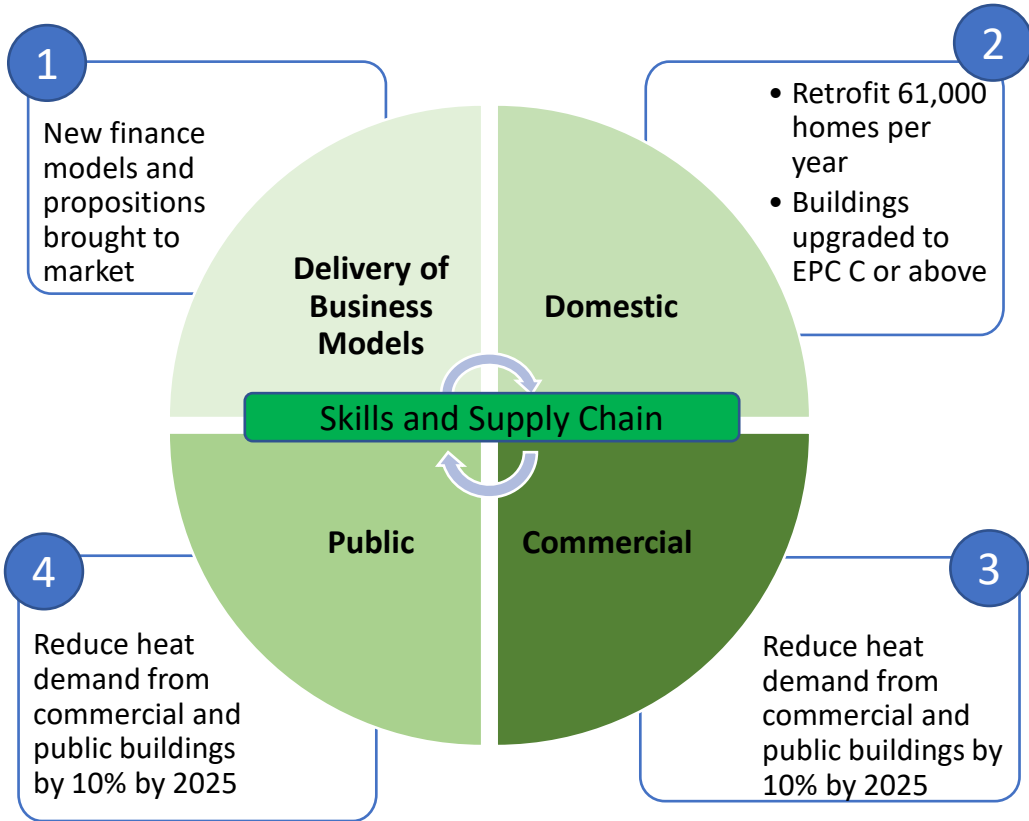 1
New finance
models and
propositions
brought to
market
2
• Retrofit 61,000
homes per
year
• Buildings
upgraded to
EPC C or above
Delivery of
Business
Models
Domestic
Skills and Supply Chain
Public
Commercial
4
Reduce heat
demand from
commercial and
public buildings
by 10% by 2025
3
Reduce heat
demand from
commercial and
public buildings by
10% by 2025